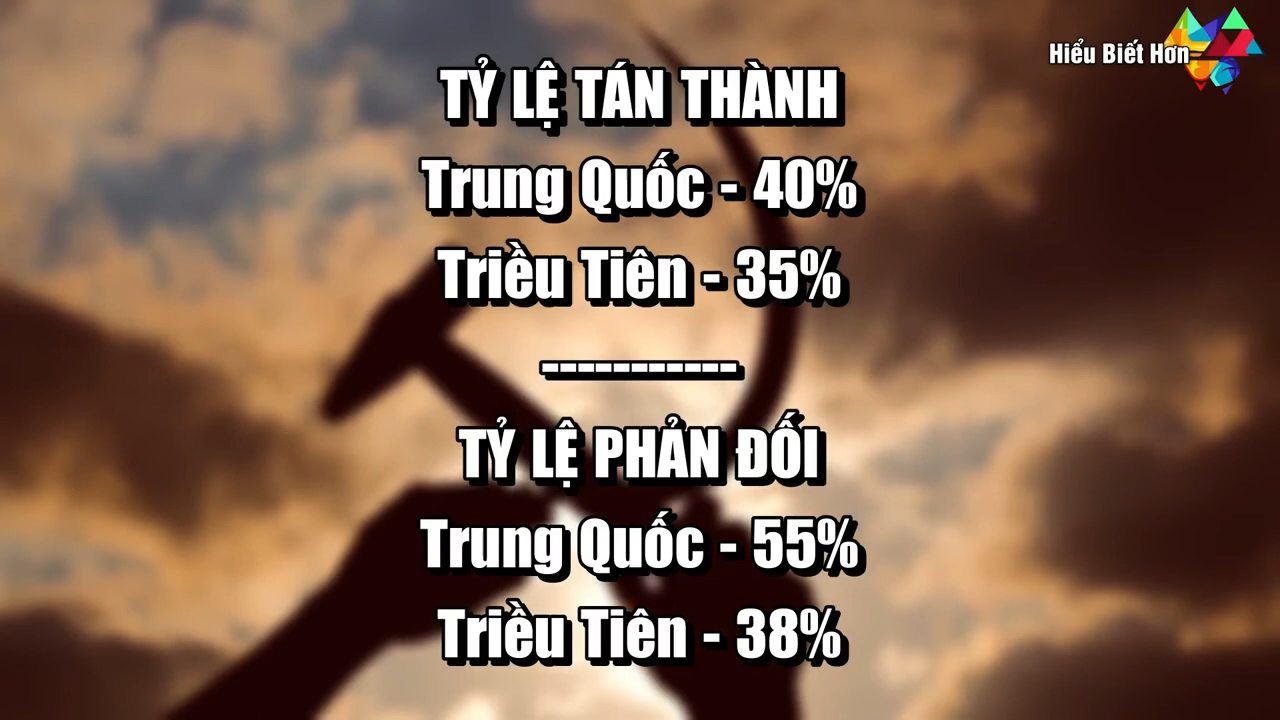 Hiểu Biết Hơn
TỶ LỆ TÁN THÀNH
Trung Quốc - 40%
Triều Tiên - 35%
-----------
TỶ LỆ PHẢN ĐỐI
Trung Quốc - 55%
Triều Tiên - 38%